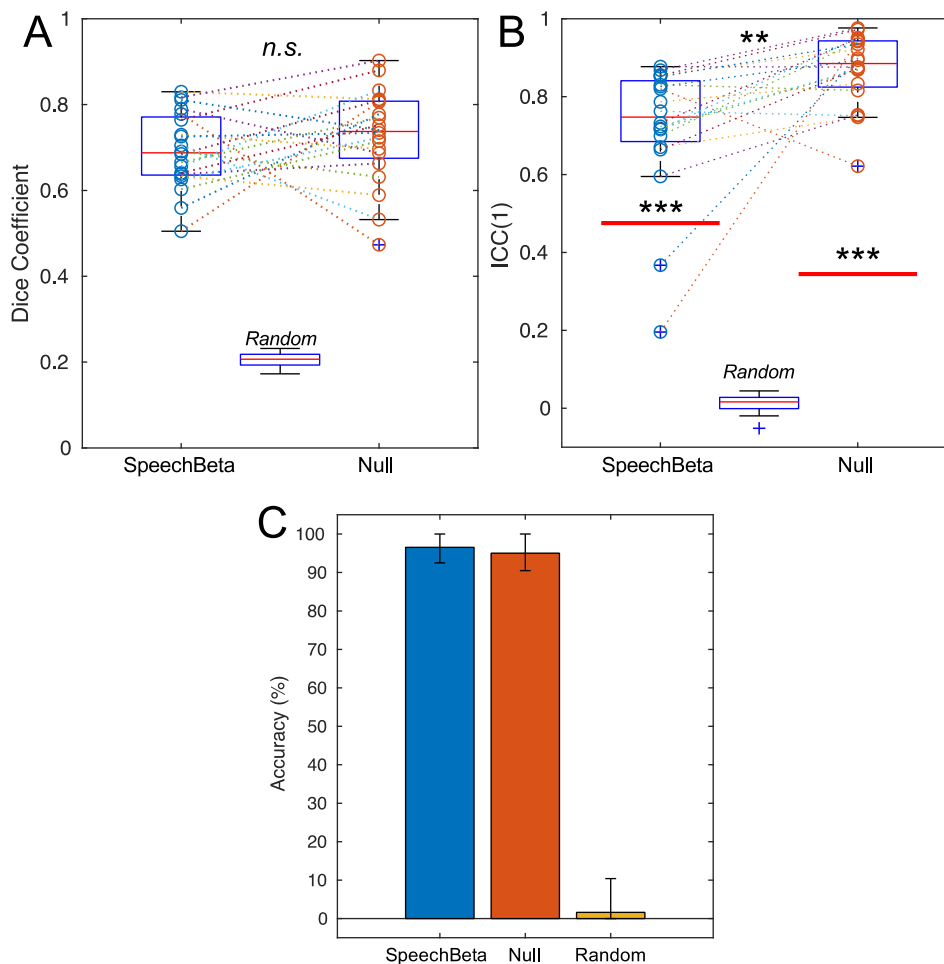 A
n.s.
Dice Coefficient
1
0.8
0.6
0.4
0.2
0
Random
SpeechBeta Null
B
**
ICC(1)
1
0.8
0.6
0.4
0.2
0
***
***
Random
SpeechBeta Null
C
Accuracy (%)
100
90
80
70
60
50
40
30
20
10
0
SpeechBeta Null Random